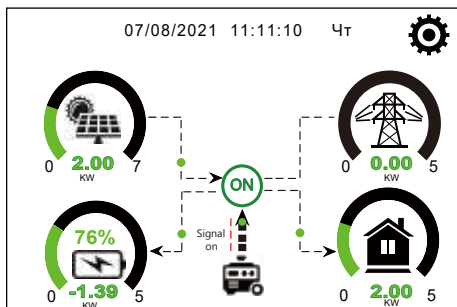 07/08/2021 11:11:10 Чт
0 2.00 7
KW
0 0.00 5
KW
ON
Signal
on
76%
0 -1.39 5
KW
0 2.00 5
KW